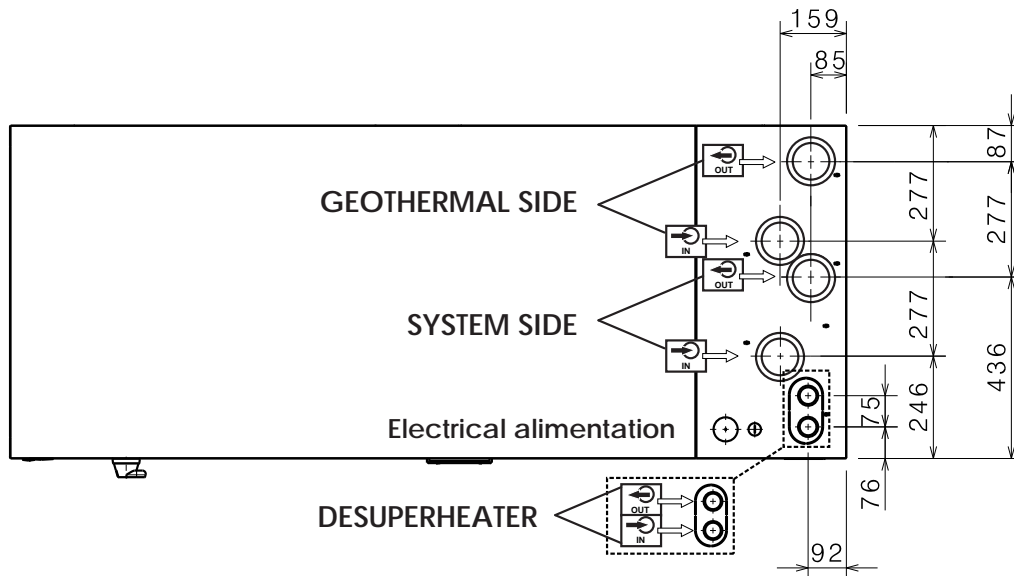 159
85
87
OUT
GEOTHERMAL SIDE
277
277
IN
OUT
SYSTEM SIDE
277
IN
436
246
75
Electrical alimentation
76
OUT
DESUPERHEATER
IN
92